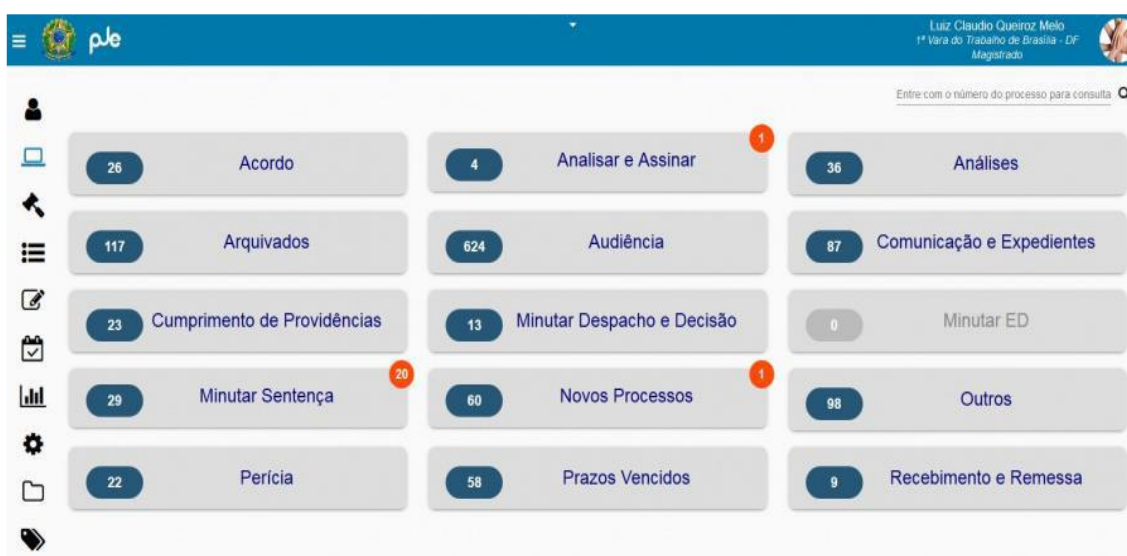 pje
Luiz Claudio Queiroz Melo
1ª Vara do Trabalho de Brasília - DF
Magistrado
Entre com o número do processo para consulta
26 Acordo
4 Analisar e Assinar 1
36 Análises
117 Arquivados
624 Audiência
87 Comunicação e Expedientes
23 Cumprimento de Providências
13 Minutar Despacho e Decisão
0 Minutar ED
29 Minutar Sentença 20
60 Novos Processos 1
98 Outros
22 Perícia
58 Prazos Vencidos
9 Recebimento e Remessa